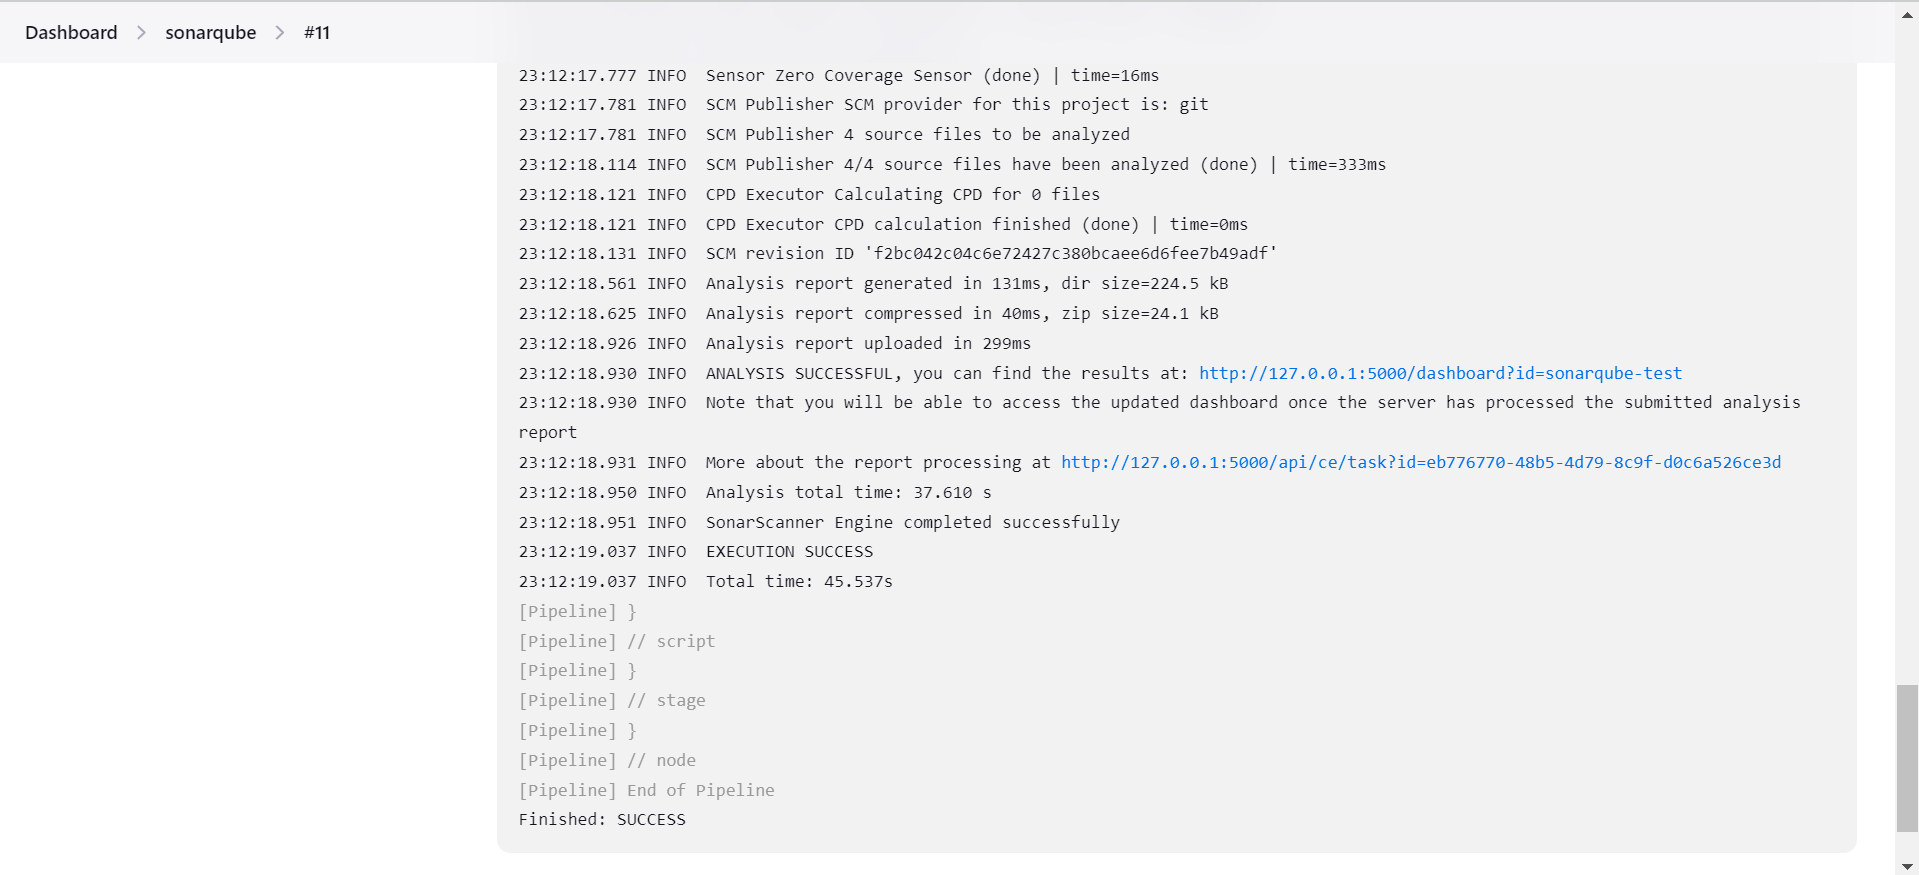 Dashboard > sonarqube > #11
23:12:17.777 INFO  Sensor Zero Coverage Sensor (done) | time=16ms
23:12:17.781 INFO  SCM Publisher SCM provider for this project is: git
23:12:17.781 INFO  SCM Publisher 4 source files to be analyzed
23:12:18.114 INFO  SCM Publisher 4/4 source files have been analyzed (done) | time=333ms
23:12:18.121 INFO  CPD Executor Calculating CPD for 0 files
23:12:18.121 INFO  CPD Executor CPD calculation finished (done) | time=0ms
23:12:18.131 INFO  SCM revision ID 'f2bc042c04c6e72427c380bcaee6d6fee7b49adf'
23:12:18.561 INFO  Analysis report generated in 131ms, dir size=224.5 kB
23:12:18.625 INFO  Analysis report compressed in 40ms, zip size=24.1 kB
23:12:18.926 INFO  Analysis report uploaded in 299ms
23:12:18.930 INFO  ANALYSIS SUCCESSFUL, you can find the results at: http://127.0.0.1:5000/dashboard?id=sonarqube-test
23:12:18.930 INFO  Note that you will be able to access the updated dashboard once the server has processed the submitted analysis
report
23:12:18.931 INFO  More about the report processing at http://127.0.0.1:5000/api/ce/task?id=eb776770-48b5-4d79-8c9f-d0c6a526ce3d
23:12:18.950 INFO  Analysis total time: 37.610 s
23:12:18.951 INFO  SonarScanner Engine completed successfully
23:12:19.037 INFO  EXECUTION SUCCESS
23:12:19.037 INFO  Total time: 45.537s
[Pipeline] }
[Pipeline] // script
[Pipeline] }
[Pipeline] // stage
[Pipeline] }
[Pipeline] // node
[Pipeline] End of Pipeline
Finished: SUCCESS